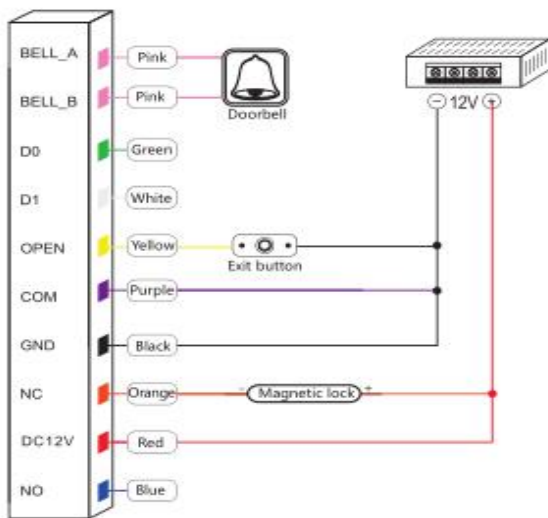 BELL_A
Pink
BELL_B
Pink
Doorbell
− 12V +
D0
Green
D1
White
OPEN
Yellow
Exit button
COM
Purple
GND
Black
NC
Orange
- Magnetic lock +
DC12V
Red
NO
Blue